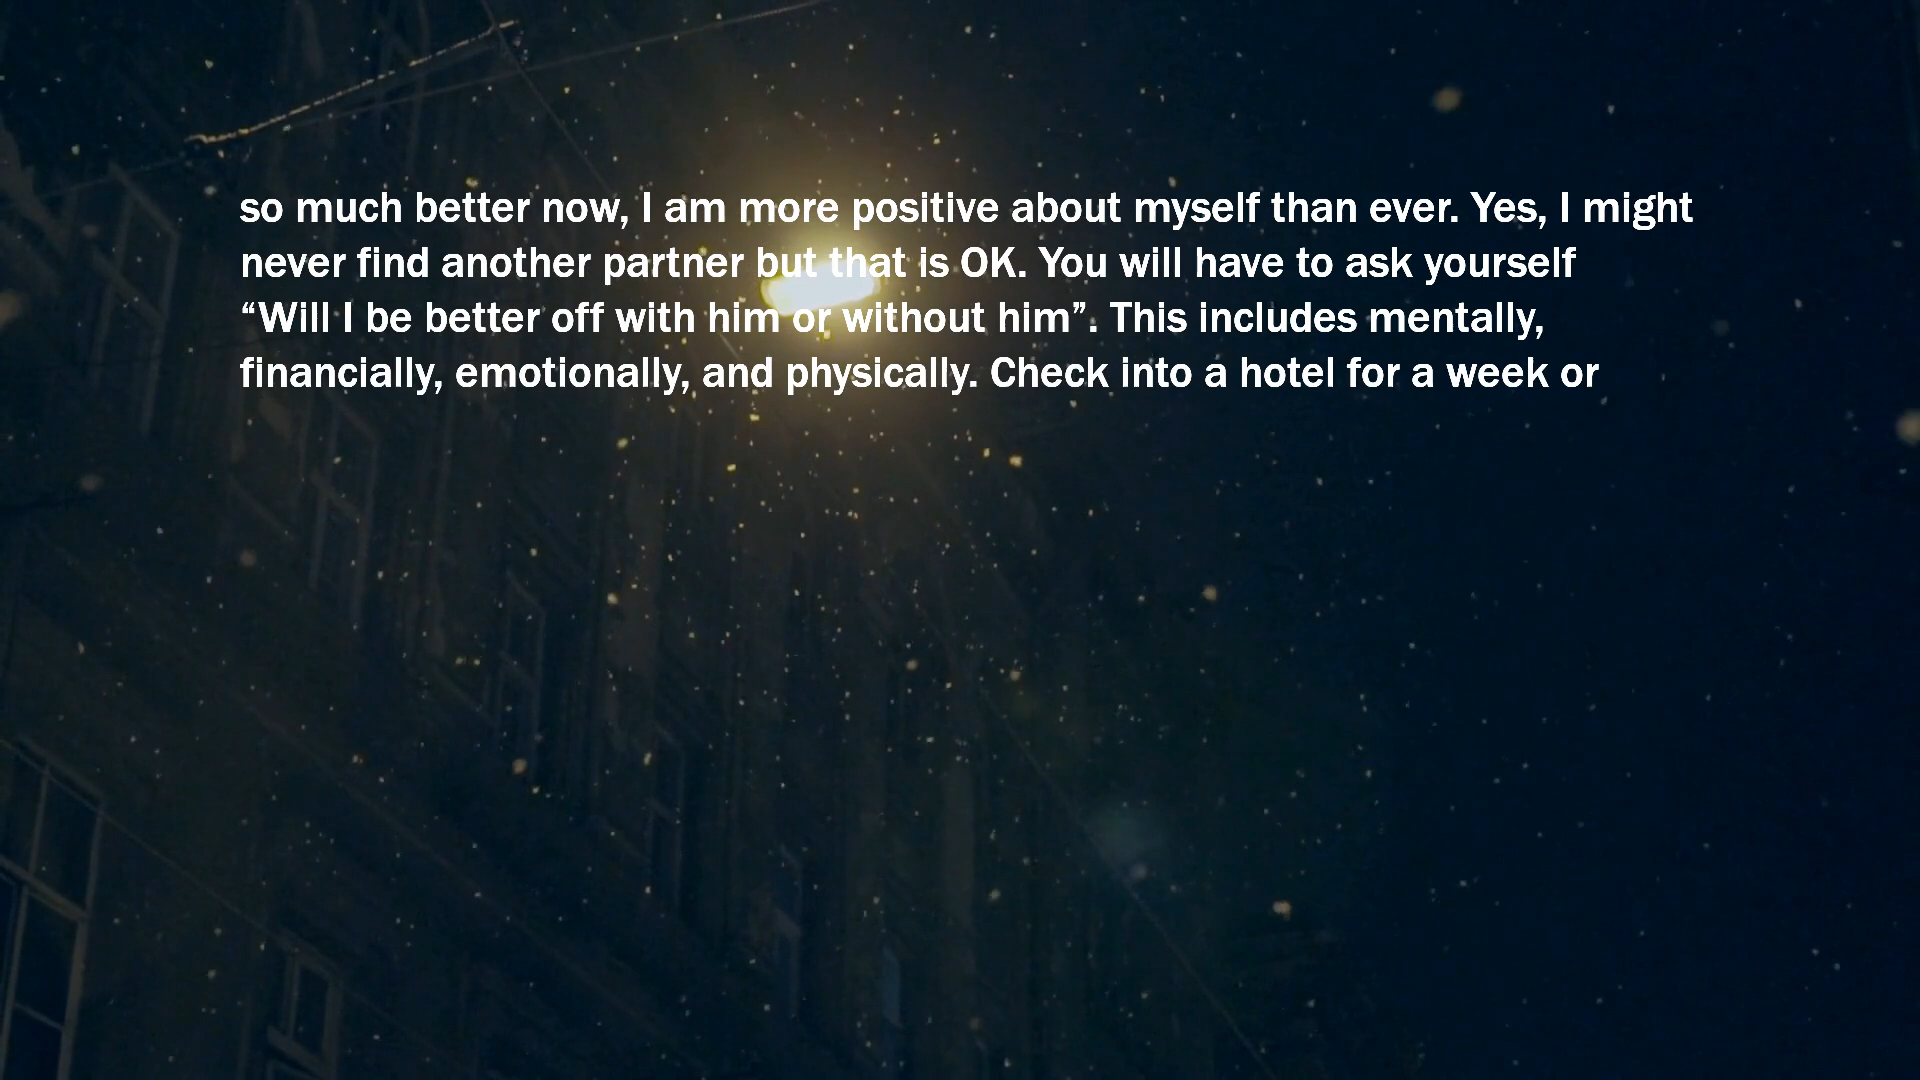 so much better now, I am more positive about myself than ever. Yes, I might
never find another partner but that is OK. You will have to ask yourself
“Will I be better off with him or without him”. This includes mentally,
financially, emotionally, and physically. Check into a hotel for a week or